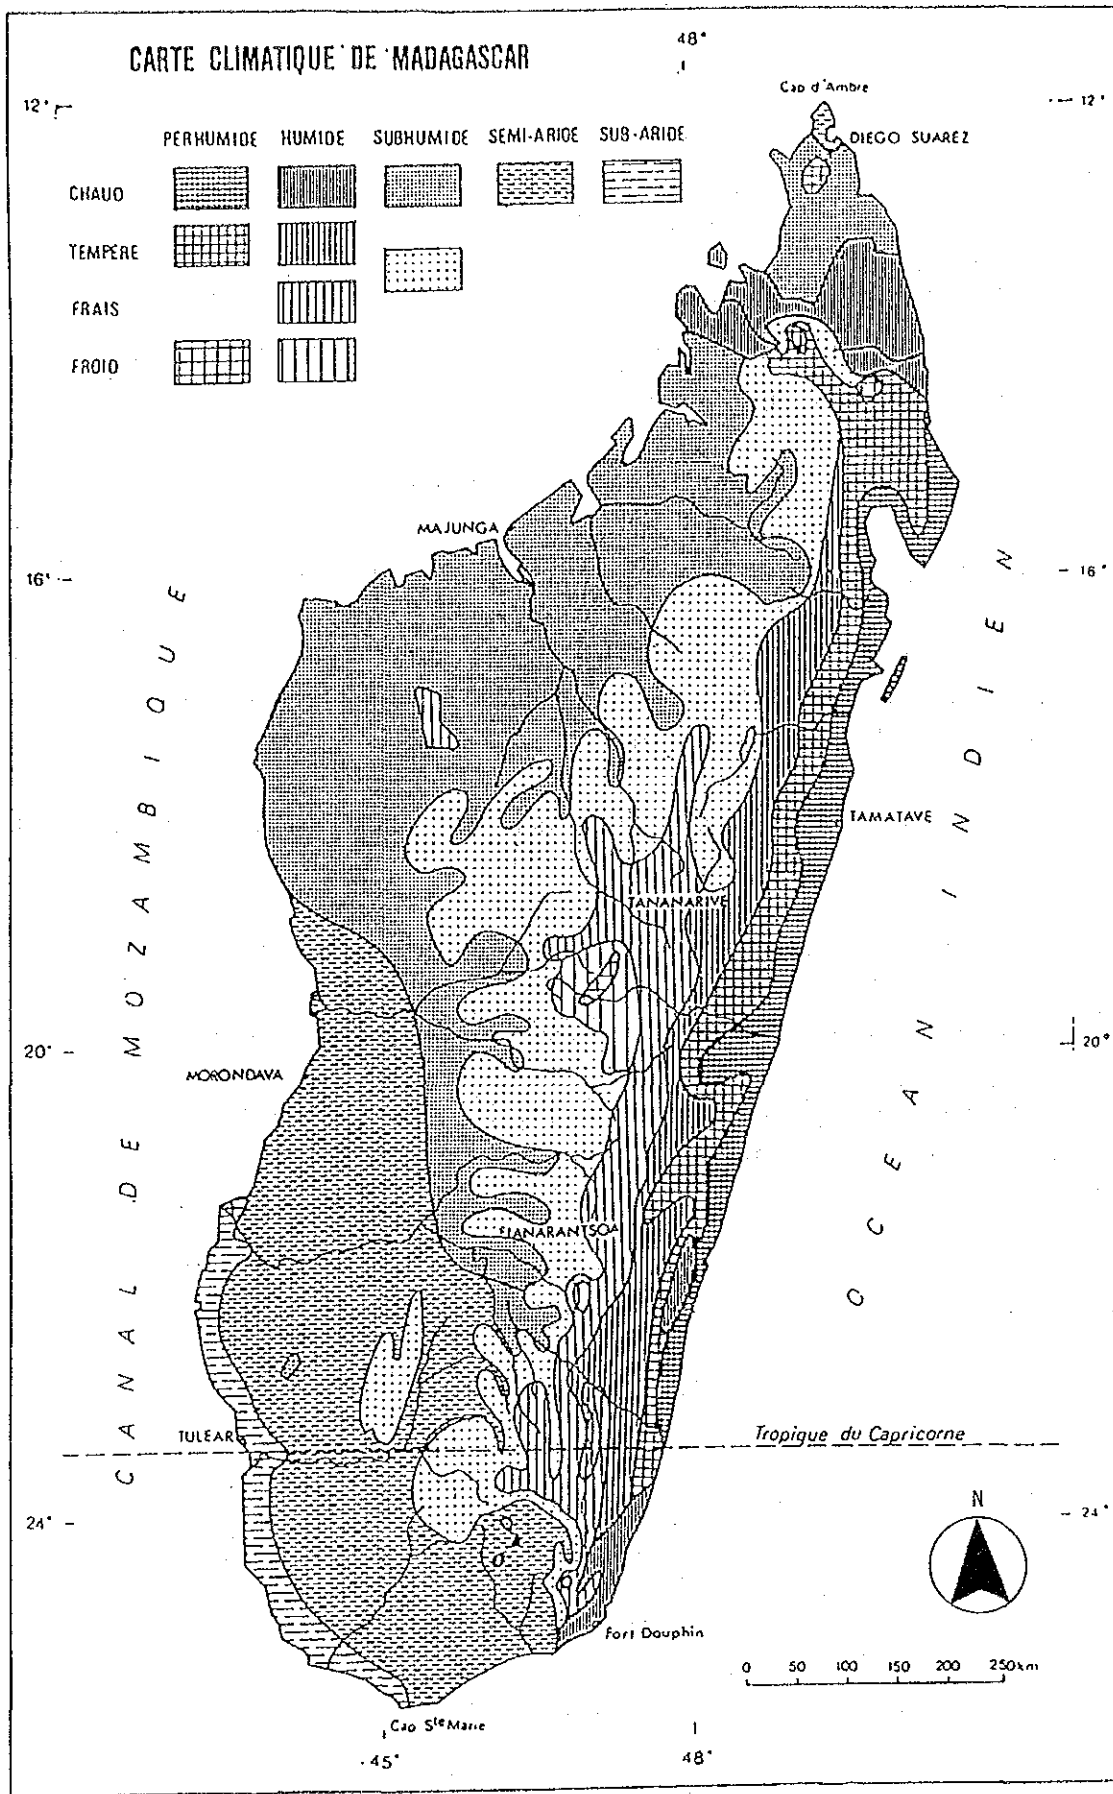 CARTE CLIMATIQUE DE MADAGASCAR
48°
Cap d'Ambre
12°
12°
DIEGO SUAREZ
PERHUMIDE HUMIDE SUBHUMIDE SEMI-ARIDE SUB-ARIDE
CHAUD
TEMPERE
FRAIS
FROID
MAJUNGA
16°
16°
CANAL DE MOZAMBIQUE
OCEAN INDIEN
TAMATAVE
TANANARIVE
20°
20°
MORONDAVA
FIANARANTSOA
TULEAR
Tropique du Capricorne
24°
N
24°
Fort Dauphin
0 50 100 150 200 250km
Cap Ste Marie
45°
48°